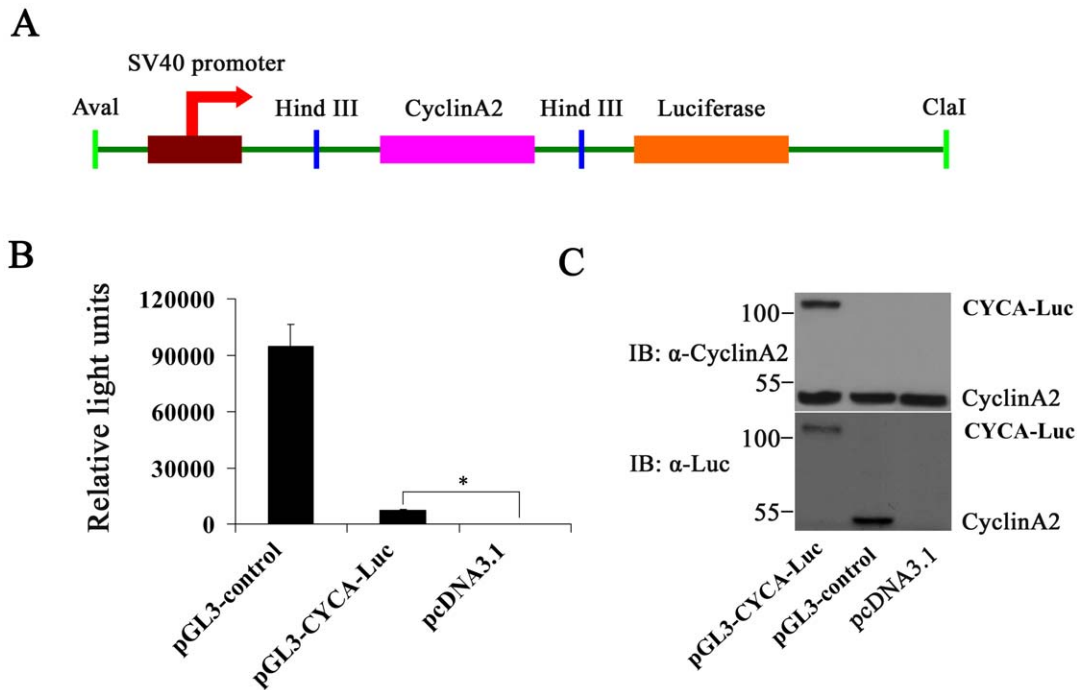 A
SV40 promoter
AvaI Hind III CyclinA2 Hind III Luciferase ClaI
B
Relative light units
120000
90000
60000
30000
0
*
pGL3-control
pGL3-CYCA-Luc
pcDNA3.1
C
IB: α-CyclinA2
100
55
CYCA-Luc
CyclinA2
IB: α-Luc
100
55
CYCA-Luc
CyclinA2
pGL3-CYCA-Luc
pGL3-control
pcDNA3.1